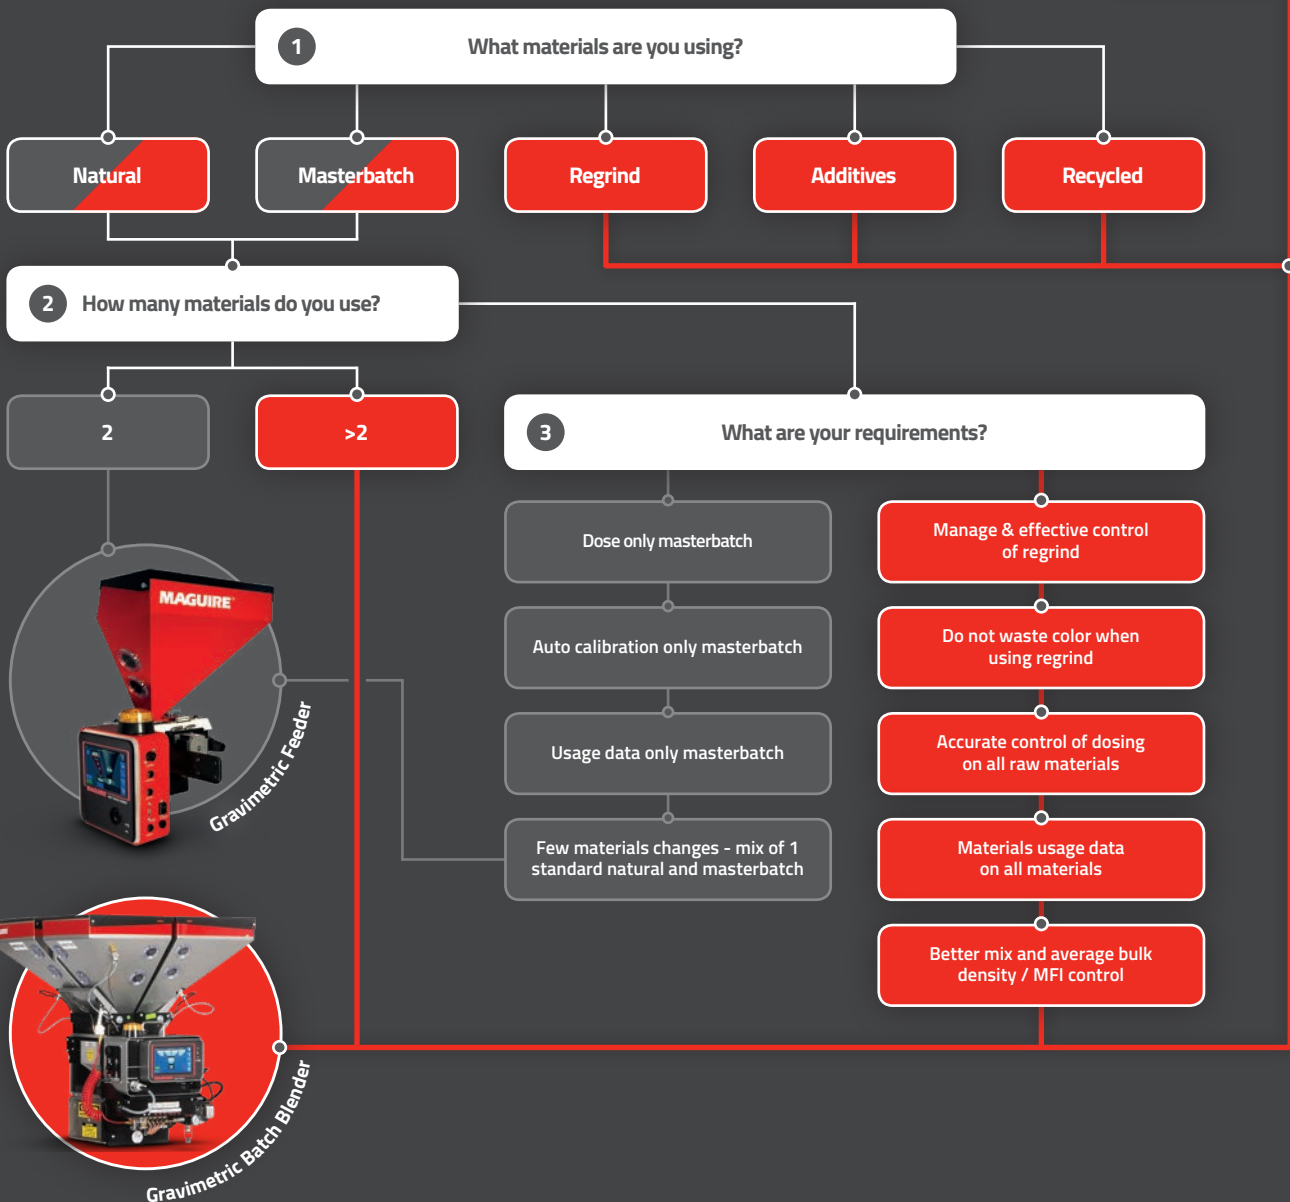 1
What materials are you using?
Natural
Masterbatch
Regrind
Additives
Recycled
2
How many materials do you use?
2
>2
3
What are your requirements?
Dose only masterbatch
Auto calibration only masterbatch
Usage data only masterbatch
Few materials changes - mix of 1
standard natural and masterbatch
Manage & effective control
of regrind
Do not waste color when
using regrind
Accurate control of dosing
on all raw materials
Materials usage data
on all materials
Better mix and average bulk
density / MFI control
MAGUIRE
Gravimetric Feeder
Gravimetric Batch Blender